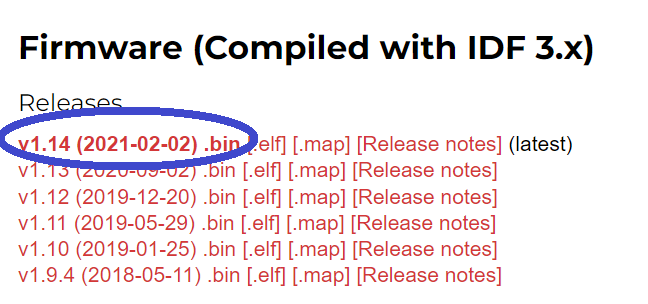 Firmware (Compiled with IDF 3.x)
Releases
v1.14 (2021-02-02) .bin [.elf] [.map] [Release notes] (latest)
v1.13 (2020-09-02) .bin [.elf] [.map] [Release notes]
v1.12 (2019-12-20) .bin [.elf] [.map] [Release notes]
v1.11 (2019-05-29) .bin [.elf] [.map] [Release notes]
v1.10 (2019-01-25) .bin [.elf] [.map] [Release notes]
v1.9.4 (2018-05-11) .bin [.elf] [.map] [Release notes]